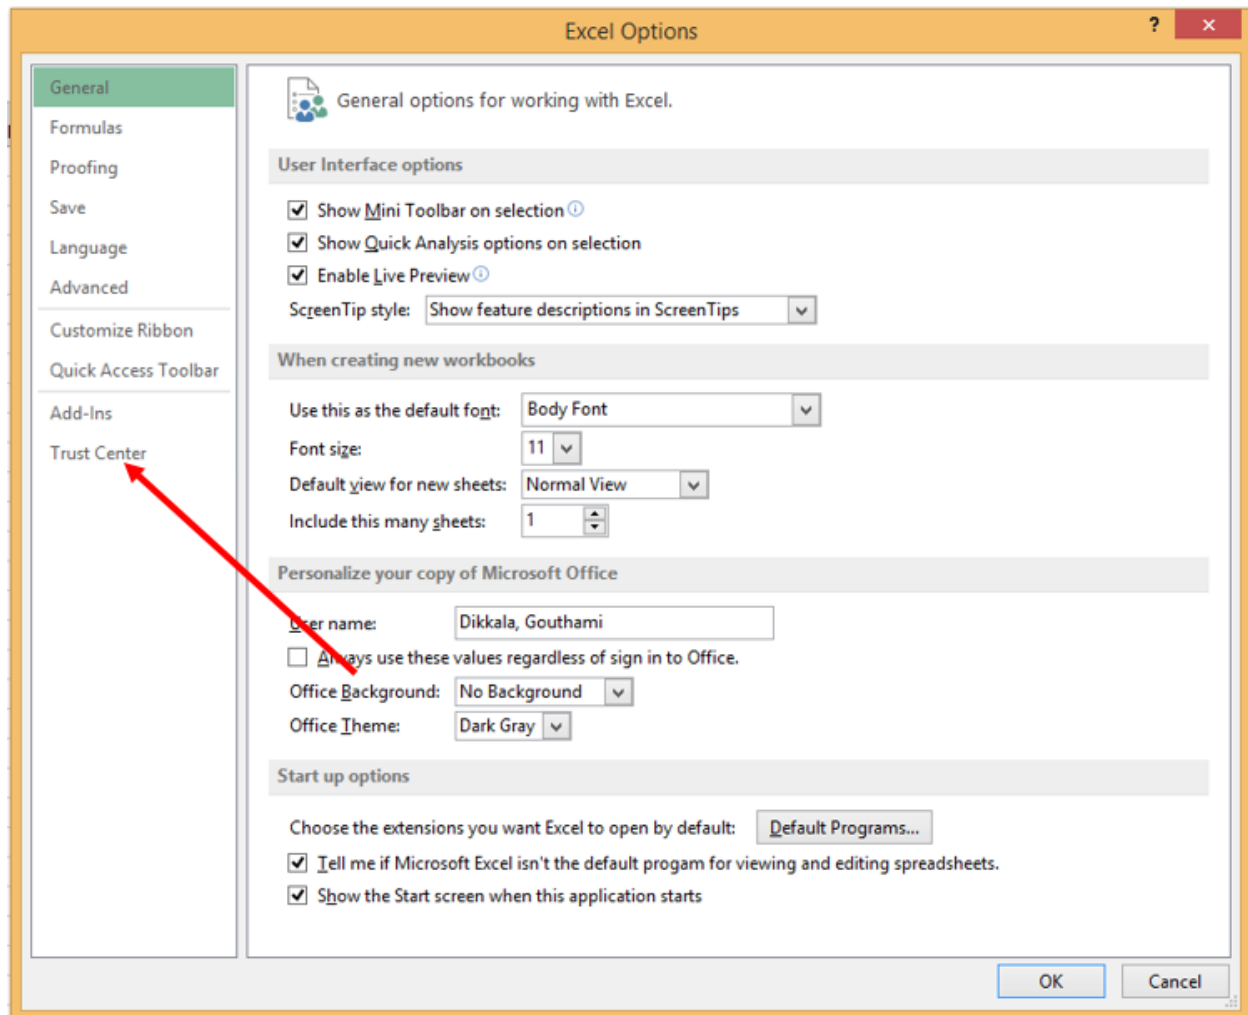 Excel Options
?
General
Formulas
Proofing
Save
Language
Advanced
Customize Ribbon
Quick Access Toolbar
Add-Ins
Trust Center
General options for working with Excel.
User Interface options
Show Mini Toolbar on selection
Show Quick Analysis options on selection
Enable Live Preview
ScreenTip style: Show feature descriptions in ScreenTips
When creating new workbooks
Use this as the default font: Body Font
Font size: 11
Default view for new sheets: Normal View
Include this many sheets: 1
Personalize your copy of Microsoft Office
User name: Dikkala, Gouthami
Always use these values regardless of sign in to Office.
Office Background: No Background
Office Theme: Dark Gray
Start up options
Choose the extensions you want Excel to open by default: Default Programs...
Tell me if Microsoft Excel isn't the default progam for viewing and editing spreadsheets.
Show the Start screen when this application starts
OK Cancel